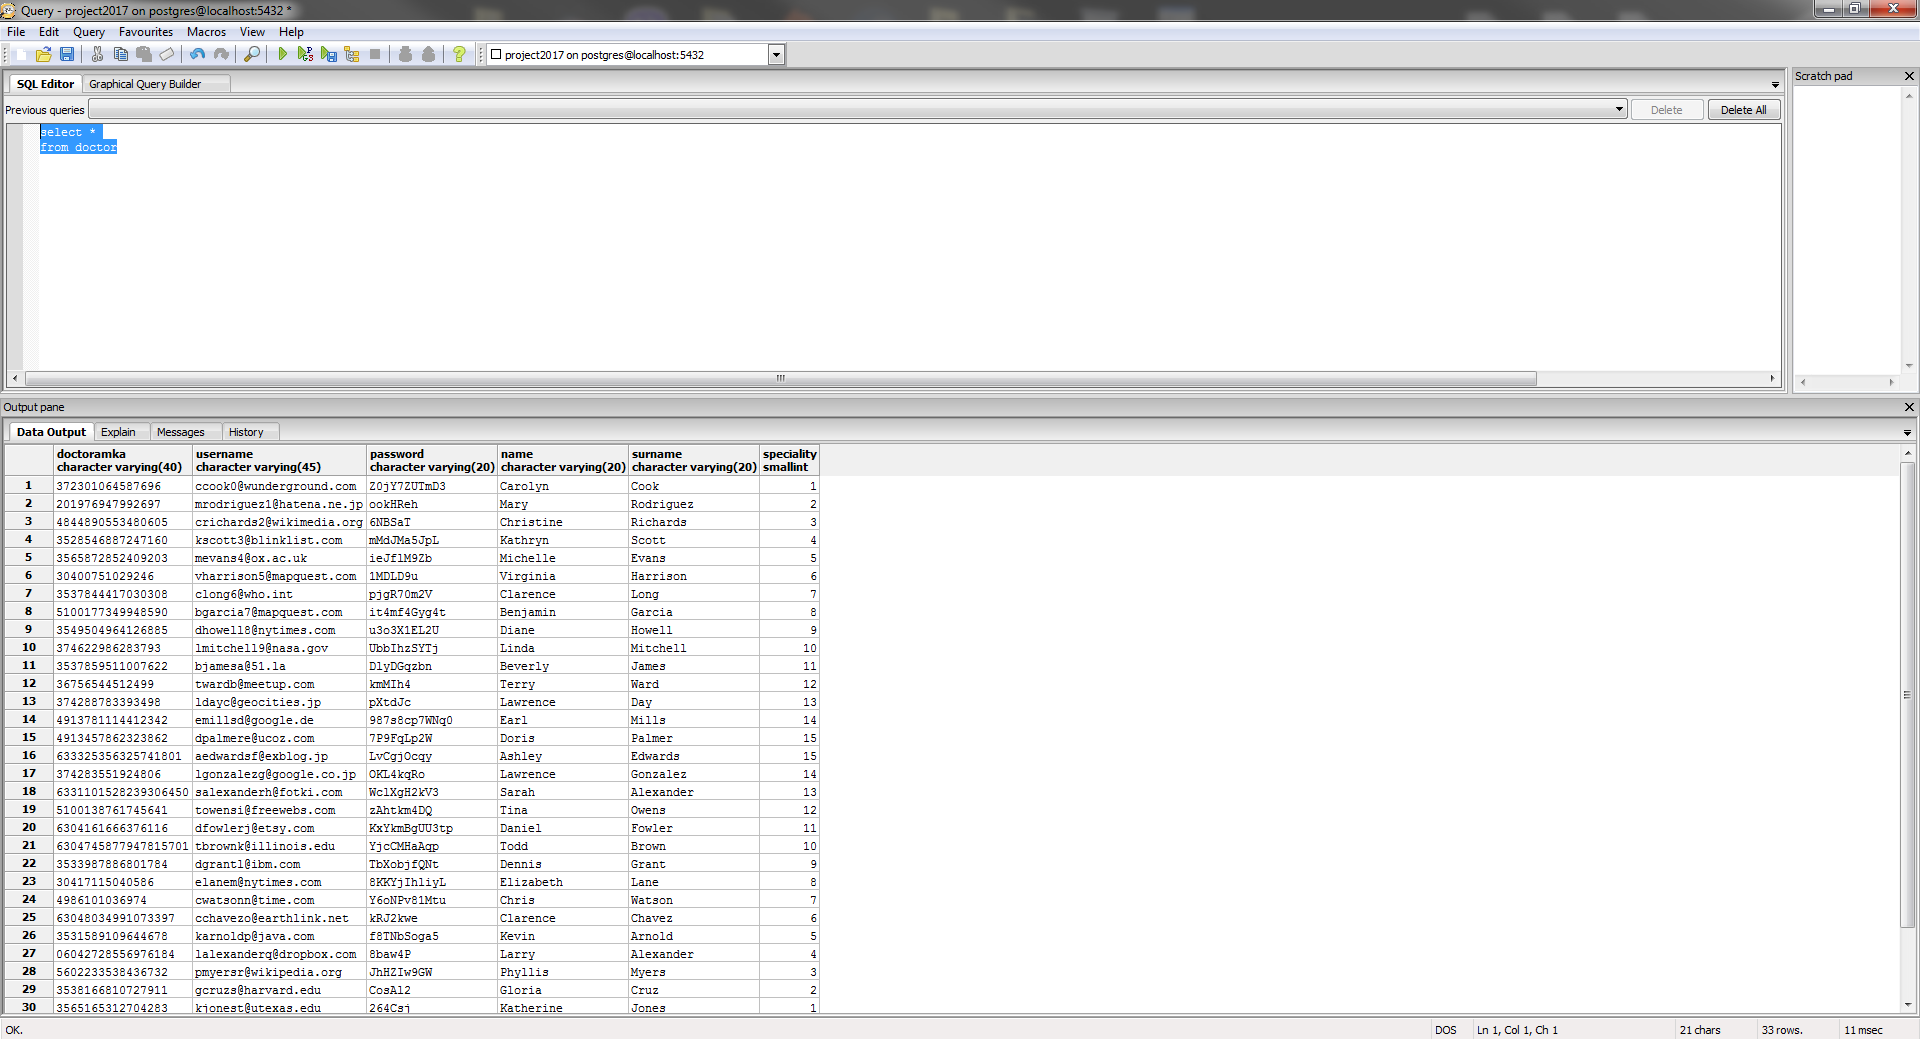 Query - project2017 on postgres@localhost:5432 *
File Edit Query Favourites Macros View Help
project2017 on postgres@localhost:5432
SQL Editor Graphical Query Builder
Scratch pad
Previous queries Delete Delete All
select *
from doctor
Output pane
Data Output Explain Messages History
doctoramka username password name surname speciality
character varying(40) character varying(45) character varying(20) character varying(20) character varying(20) smallint
1 372301064587696 ccook0@wunderground.com Z0jY7ZUTmD3 Carolyn Cook 1
2 201976947992697 mrodriguez1@hatena.ne.jp ookHReh Mary Rodriguez 2
3 4844890553480605 crichards2@wikimedia.org 6NBSaT Christine Richards 3
4 3528546887247160 kscott3@blinklist.com mMdJMa5JpL Kathryn Scott 4
5 3565872852409203 mevans4@ox.ac.uk ieJflM9Zb Michelle Evans 5
6 30400751029246 vharrison5@mapquest.com 1MDLD9u Virginia Harrison 6
7 3537844417030308 clong6@who.int pjgR70m2V Clarence Long 7
8 5100177349948590 bgarcia7@mapquest.com it4mf4Gyg4t Benjamin Garcia 8
9 3549504964126885 dhowell8@nytimes.com u3o3X1EL2U Diane Howell 9
10 374622986283793 lmitchell9@nasa.gov UbbIhzSYTj Linda Mitchell 10
11 3537859511007622 bjamesa@51.la DlyDGqzbn Beverly James 11
12 36756544512499 twardb@meetup.com kmMIh4 Terry Ward 12
13 374288783393498 ldayc@geocities.jp pXtdJc Lawrence Day 13
14 4913781114412342 emillsd@google.de 987s8cp7WNq0 Earl Mills 14
15 4913457862323862 dpalmere@ucoz.com 7P9FqLp2W Doris Palmer 15
16 633325356325741801 aedwardsf@exblog.jp LvCgjOcqy Ashley Edwards 15
17 374283551924806 lgonzalezg@google.co.jp OKL4kqRo Lawrence Gonzalez 14
18 6331101528239306450 salexanderh@fotki.com WclXgH2kV3 Sarah Alexander 13
19 5100138761745641 towensi@freewebs.com zAhtkm4DQ Tina Owens 12
20 6304161666376116 dfowlerj@etsy.com KxYkmBgUU3tp Daniel Fowler 11
21 6304745877947815701 tbrownk@illinois.edu YjcCMHaAqp Todd Brown 10
22 3533987886801784 dgrantl@ibm.com TbXobjfQNt Dennis Grant 9
23 30417115040586 elanem@nytimes.com 8KKYjIhliyL Elizabeth Lane 8
24 4986101036974 cwatsonn@time.com Y6oNPv81Mtu Chris Watson 7
25 63048034991073397 cchavezo@earthlink.net kRJ2kwe Clarence Chavez 6
26 3531589109644678 karnoldp@java.com f8TNbSoga5 Kevin Arnold 5
27 06042728556976184 lalexanderq@dropbox.com 8baw4P Larry Alexander 4
28 5602233538436732 pmyersr@wikipedia.org JhHZIw9GW Phyllis Myers 3
29 3538166810727911 gcruzs@harvard.edu CosAl2 Gloria Cruz 2
30 3565165312704283 kjonest@utexas.edu 264Csj Katherine Jones 1
OK. DOS Ln 1, Col 1, Ch 1 21 chars 33 rows. 11 msec